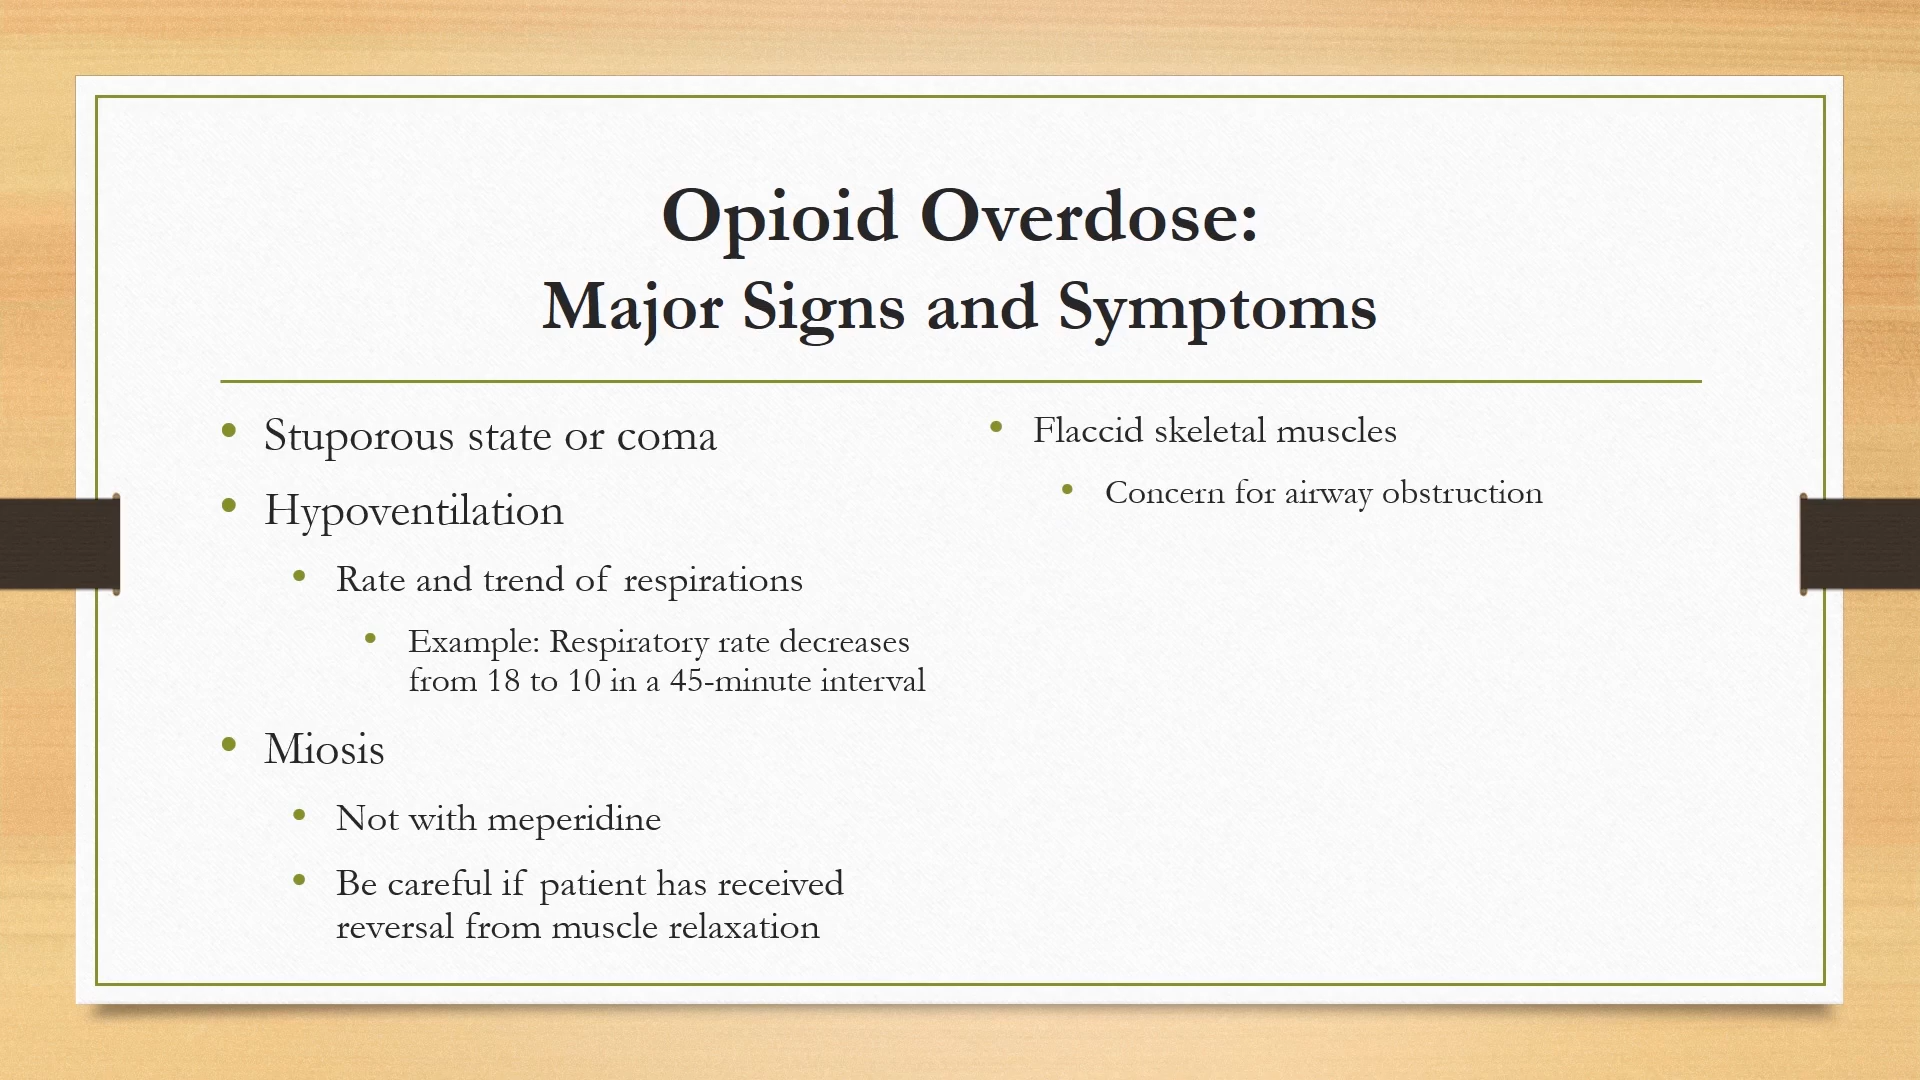 Opioid Overdose:
Major Signs and Symptoms
Stuporous state or coma
Hypoventilation
Rate and trend of respirations
Example: Respiratory rate decreases
from 18 to 10 in a 45-minute interval
Miosis
Not with meperidine
Be careful if patient has received
reversal from muscle relaxation
Flaccid skeletal muscles
Concern for airway obstruction